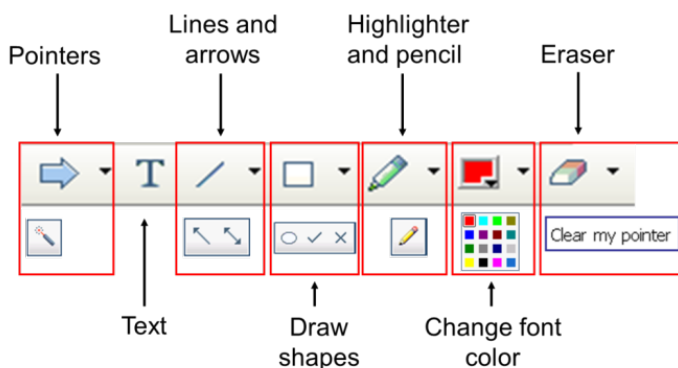 Lines and
arrows
Highlighter
and pencil
Pointers
Eraser
T
Clear my pointer
Text
Draw
shapes
Change font
color